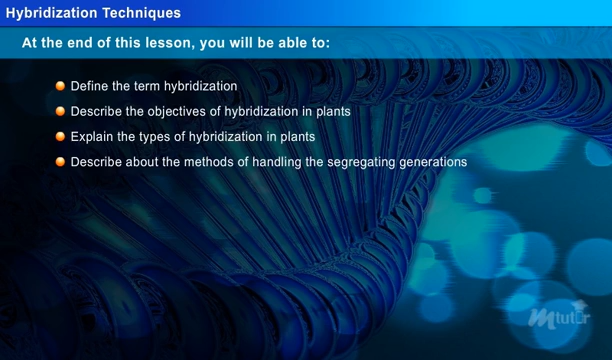 Hybridization Techniques
At the end of this lesson, you will be able to:
Define the term hybridization
Describe the objectives of hybridization in plants
Explain the types of hybridization in plants
Describe about the methods of handling the segregating generations
Mtutor